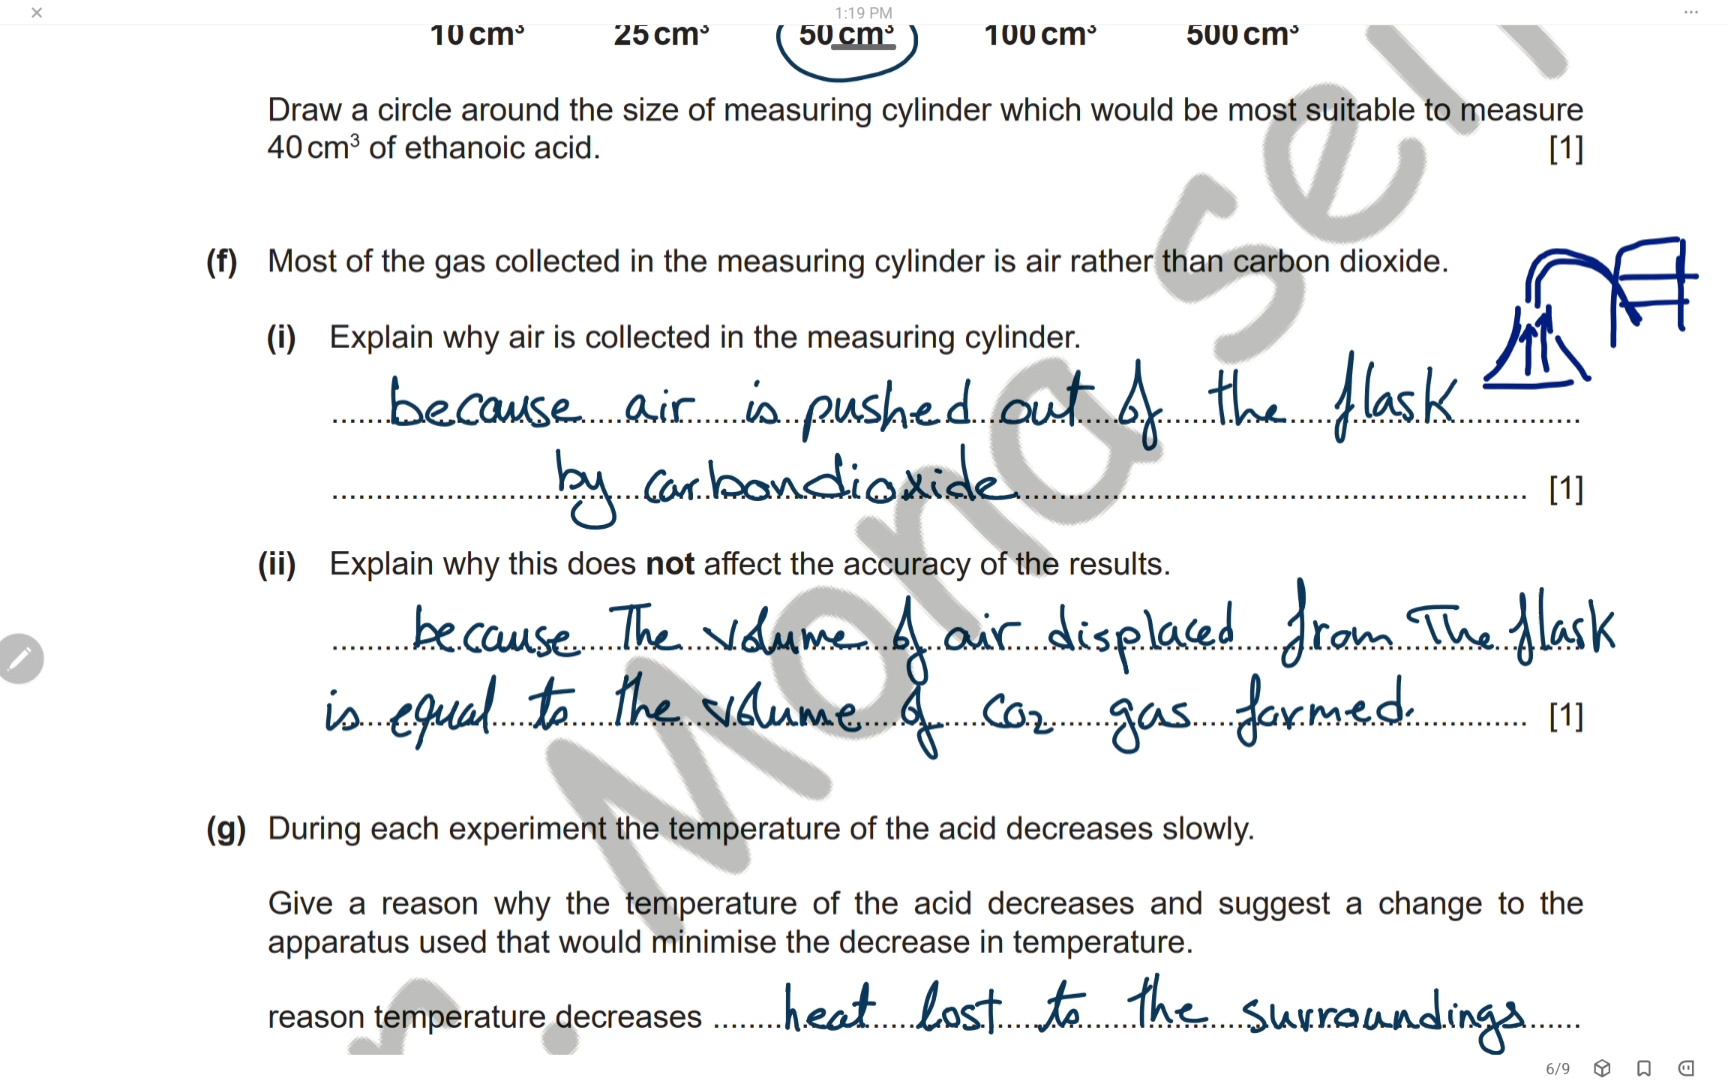 1:19 PM
10 cm³ 25 cm³ 50 cm³ 100 cm³ 500 cm³
Draw a circle around the size of measuring cylinder which would be most suitable to measure
40 cm³ of ethanoic acid. [1]
(f) Most of the gas collected in the measuring cylinder is air rather than carbon dioxide.
(i) Explain why air is collected in the measuring cylinder.
because air is pushed out of the flask
by carbondioxide [1]
(ii) Explain why this does not affect the accuracy of the results.
because The volume of air displaced from The flask
is equal to the volume of CO2 gas formed. [1]
(g) During each experiment the temperature of the acid decreases slowly.
Give a reason why the temperature of the acid decreases and suggest a change to the
apparatus used that would minimise the decrease in temperature.
reason temperature decreases heat lost to the surroundings
6/9